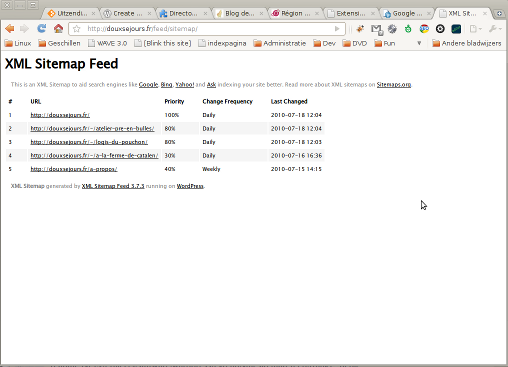 Uitzendi
Create
Directo
Blog de
Région
Extensi
Google
XML Sit
http://douxsejours.fr/feed/sitemap/
Linux Geschillen WAVE 3.0 [Blink this site] indexpagina Administratie Dev DVD Fun Andere bladwijzers
XML Sitemap Feed
This is an XML Sitemap to aid search engines like Google, Bing, Yahoo! and Ask indexing your site better. Read more about XML sitemaps on Sitemaps.org.
# URL Priority Change Frequency Last Changed
1 http://douxsejours.fr/ 100% Daily 2010-07-18 12:04
2 http://douxsejours.fr/-/atelier-pre-en-bulles/ 80% Daily 2010-07-18 12:04
3 http://douxsejours.fr/-/logis-du-pouchon/ 80% Daily 2010-07-18 12:03
4 http://douxsejours.fr/-/a-la-ferme-de-catalen/ 30% Daily 2010-07-16 16:36
5 http://douxsejours.fr/a-propos/ 40% Weekly 2010-07-15 14:15
XML Sitemap generated by XML Sitemap Feed 3.7.3 running on WordPress.